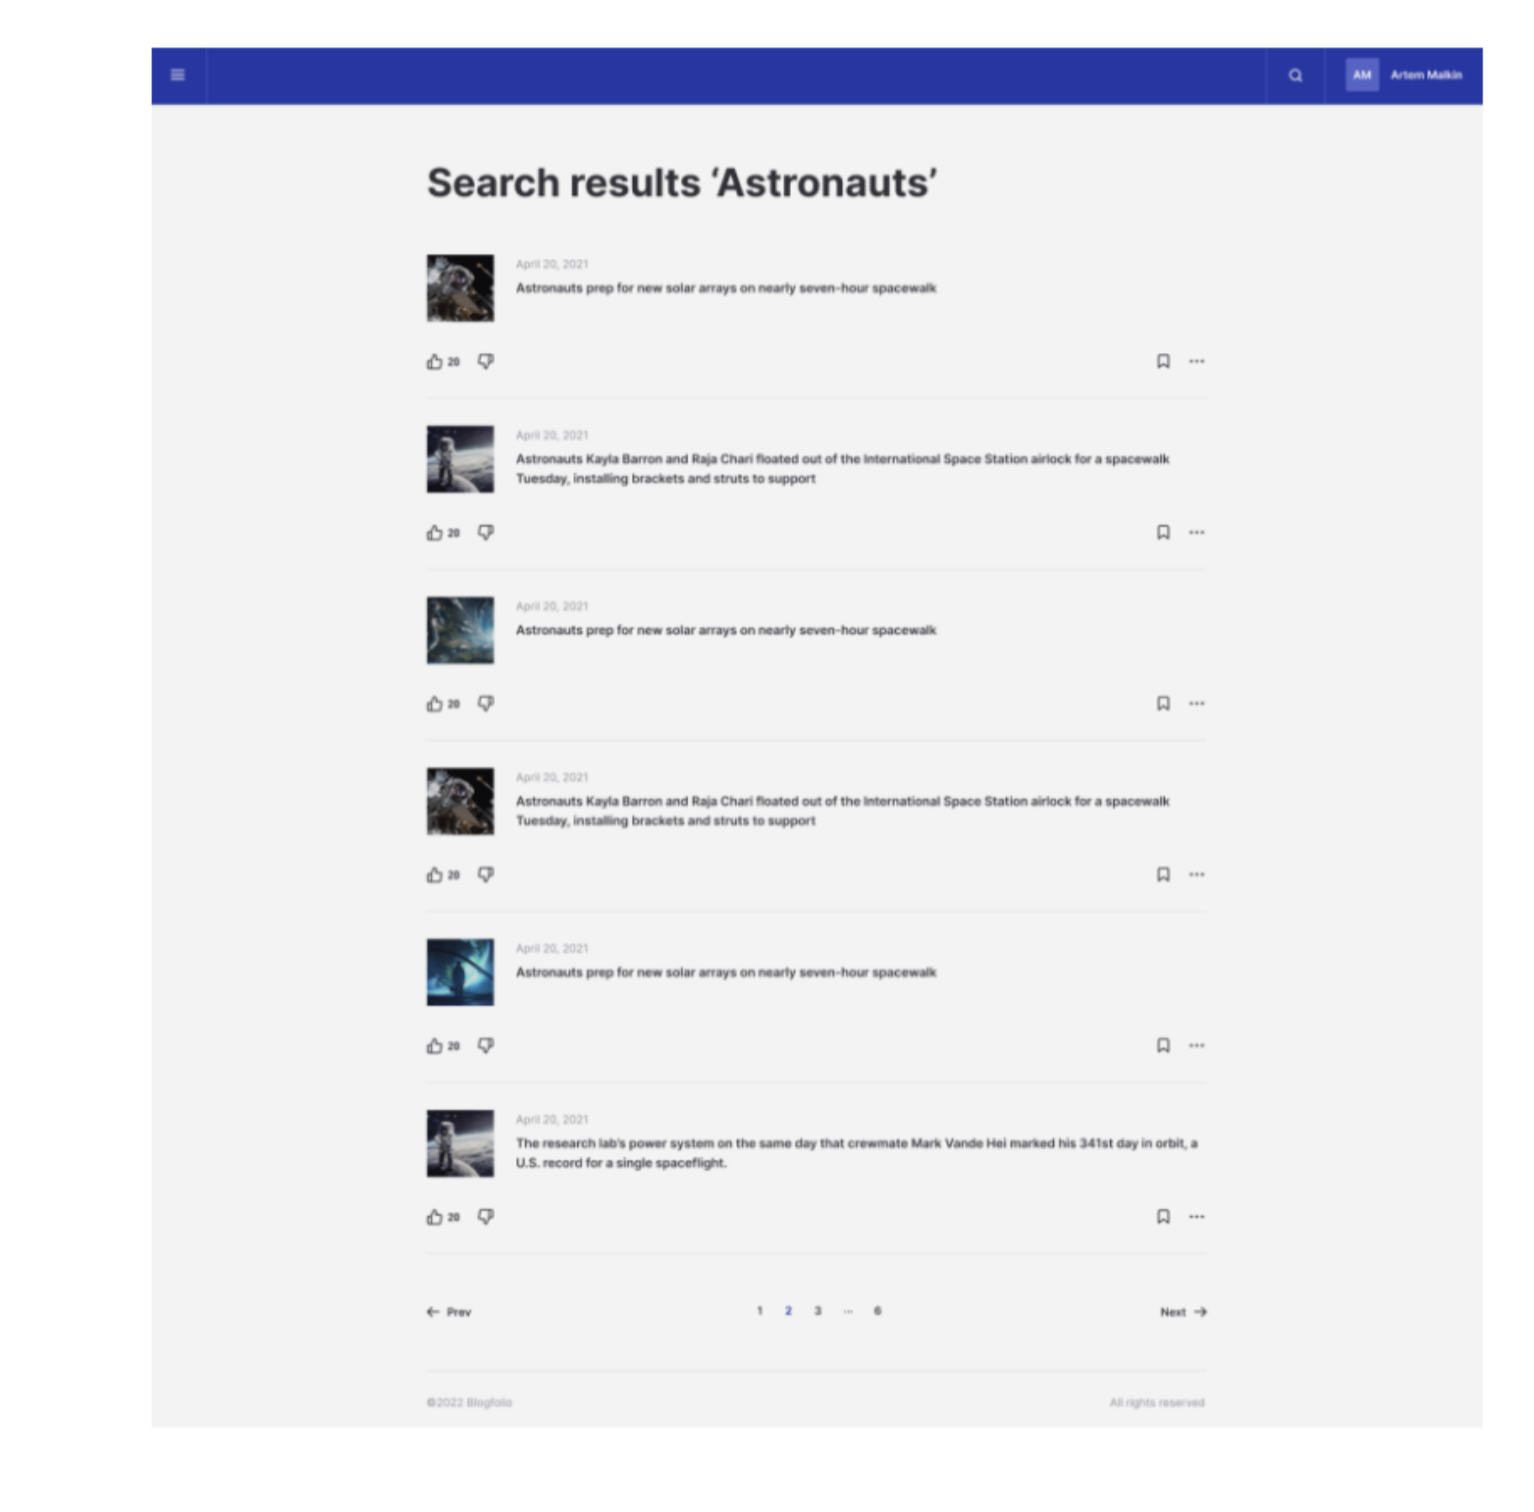 AM Artem Malkin
Search results ‘Astronauts’
April 20, 2021
Astronauts prep for new solar arrays on nearly seven-hour spacewalk
20
April 20, 2021
Astronauts Kayla Barron and Raja Chari floated out of the International Space Station airlock for a spacewalk
Tuesday, installing brackets and struts to support
20
April 20, 2021
Astronauts prep for new solar arrays on nearly seven-hour spacewalk
20
April 20, 2021
Astronauts Kayla Barron and Raja Chari floated out of the International Space Station airlock for a spacewalk
Tuesday, installing brackets and struts to support
20
April 20, 2021
Astronauts prep for new solar arrays on nearly seven-hour spacewalk
20
April 20, 2021
The research lab’s power system on the same day that crewmate Mark Vande Hei marked his 341st day in orbit, a
U.S. record for a single spaceflight.
20
Prev 1 2 3 ... 6 Next
©2022 Blogfolio All rights reserved